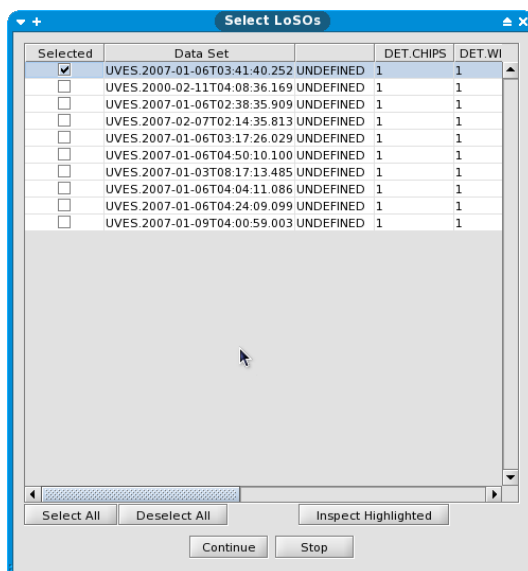 Select LoSOs
Selected Data Set DET.CHIPS DET.WI
UVES.2007-01-06T03:41:40.252 UNDEFINED 1 1
UVES.2000-02-11T04:08:36.169 UNDEFINED 1 1
UVES.2007-01-06T02:38:35.909 UNDEFINED 1 1
UVES.2007-02-07T02:14:35.813 UNDEFINED 1 1
UVES.2007-01-06T03:17:26.029 UNDEFINED 1 1
UVES.2007-01-06T04:50:10.100 UNDEFINED 1 1
UVES.2007-01-03T08:17:13.485 UNDEFINED 1 1
UVES.2007-01-06T04:04:11.086 UNDEFINED 1 1
UVES.2007-01-06T04:24:09.099 UNDEFINED 1 1
UVES.2007-01-09T04:00:59.003 UNDEFINED 1 1
Select All Deselect All Inspect Highlighted
Continue Stop